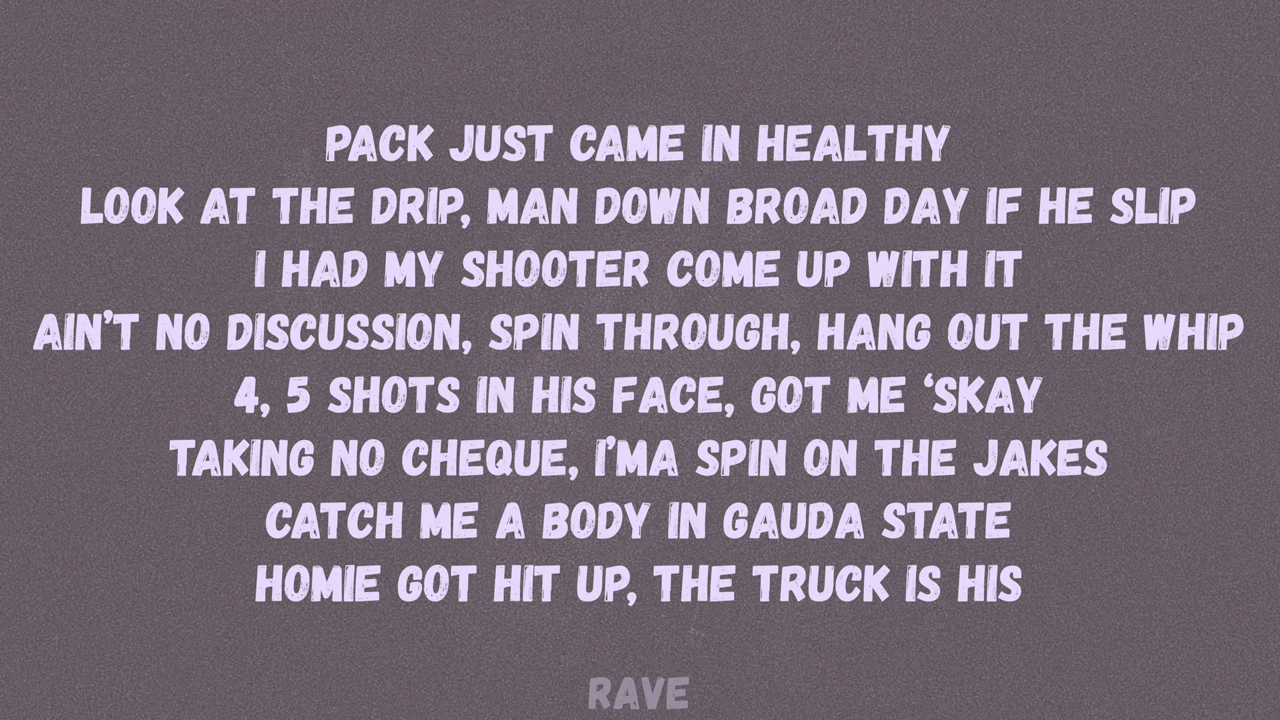 PACK JUST CAME IN HEALTHY
LOOK AT THE DRIP, MAN DOWN BROAD DAY IF HE SLIP
I HAD MY SHOOTER COME UP WITH IT
AIN'T NO DISCUSSION, SPIN THROUGH, HANG OUT THE WHIP
4, 5 SHOTS IN HIS FACE, GOT ME ‘SKAY
TAKING NO CHEQUE, I'MA SPIN ON THE JAKES
CATCH ME A BODY IN GAUDA STATE
HOMIE GOT HIT UP, THE TRUCK IS HIS
RAVE